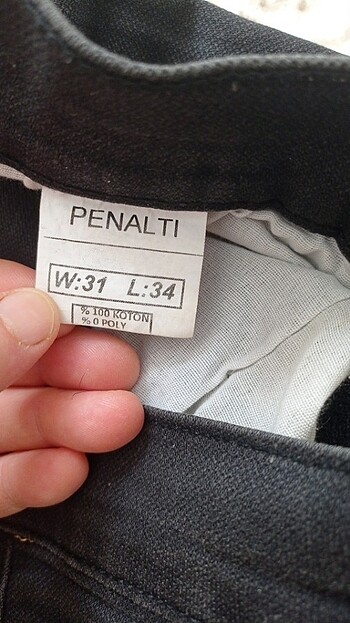 PENALTI
W:31 L:34
% 100 KOTON
% 0 POLY